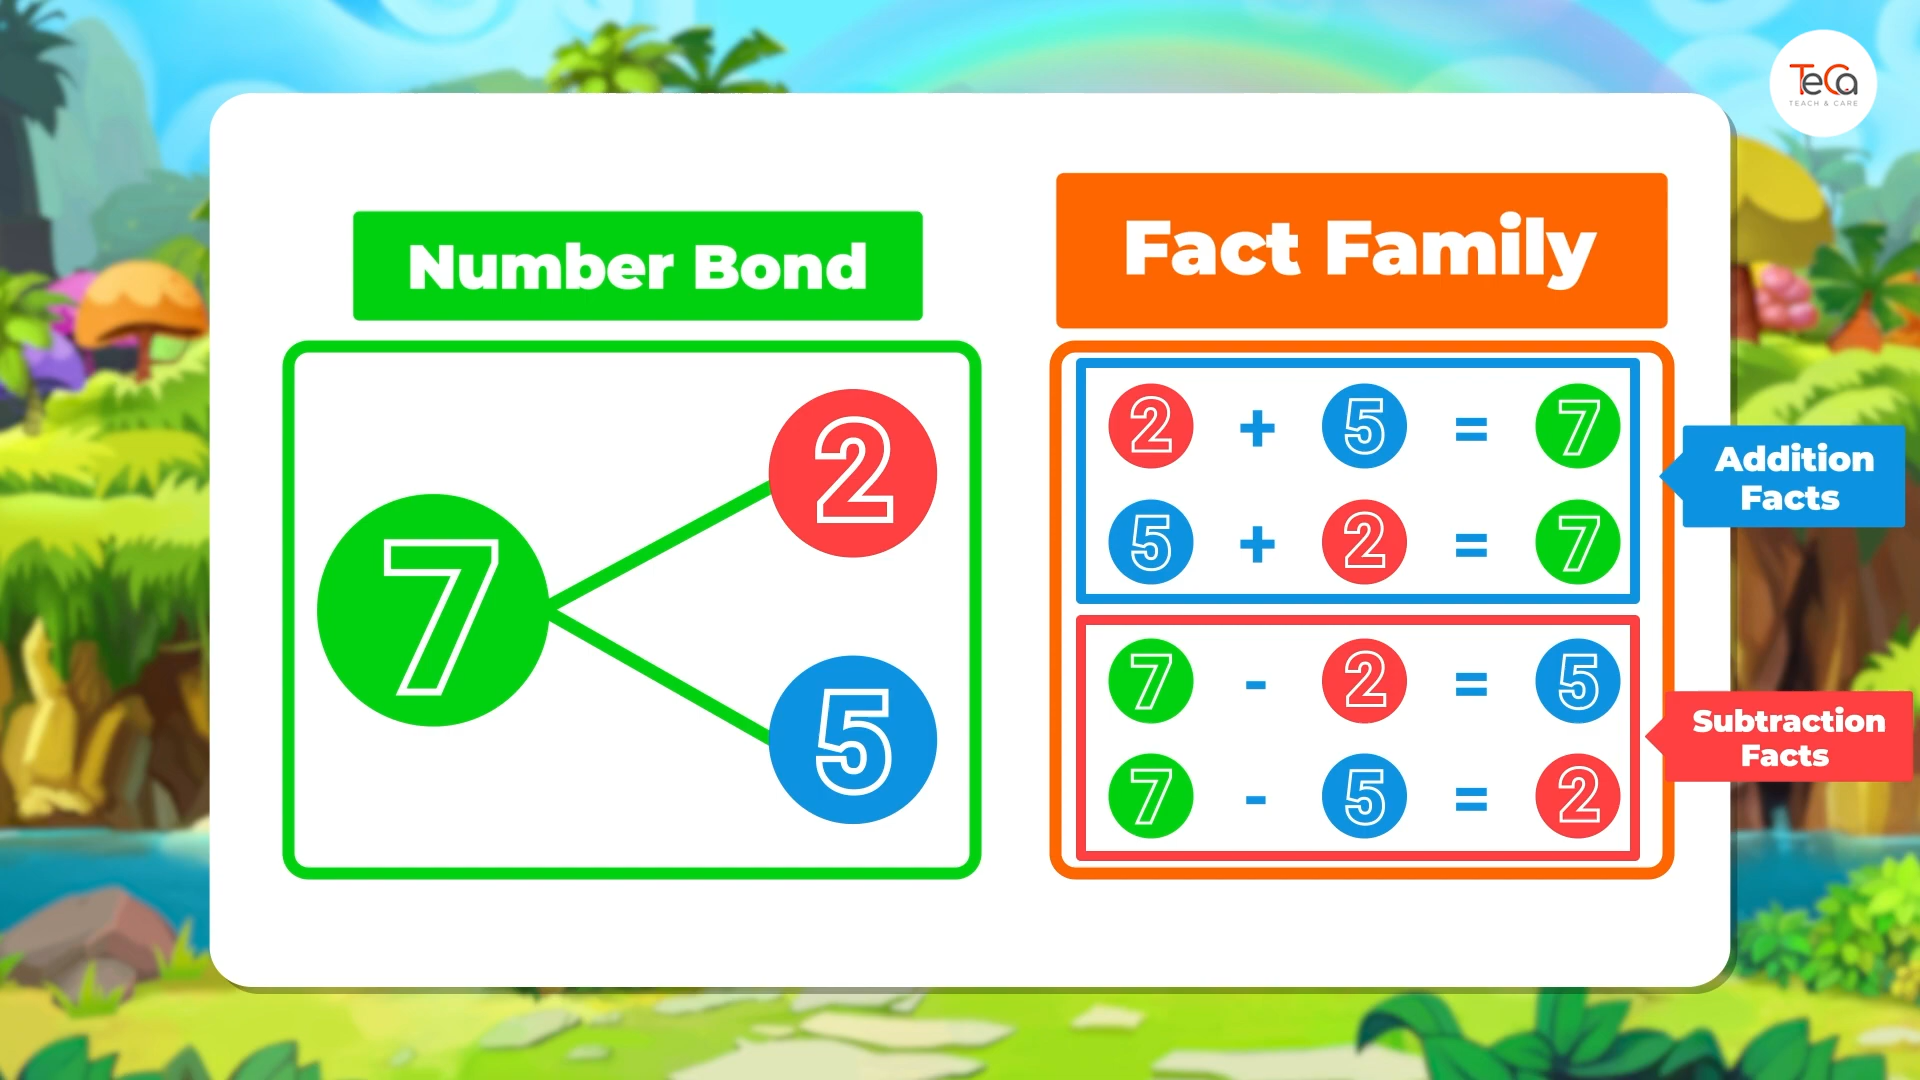 TeCa
TEACH & CARE
Number Bond
7
2
5
Fact Family
2 + 5 = 7
5 + 2 = 7
Addition
Facts
7 - 2 = 5
7 - 5 = 2
Subtraction
Facts